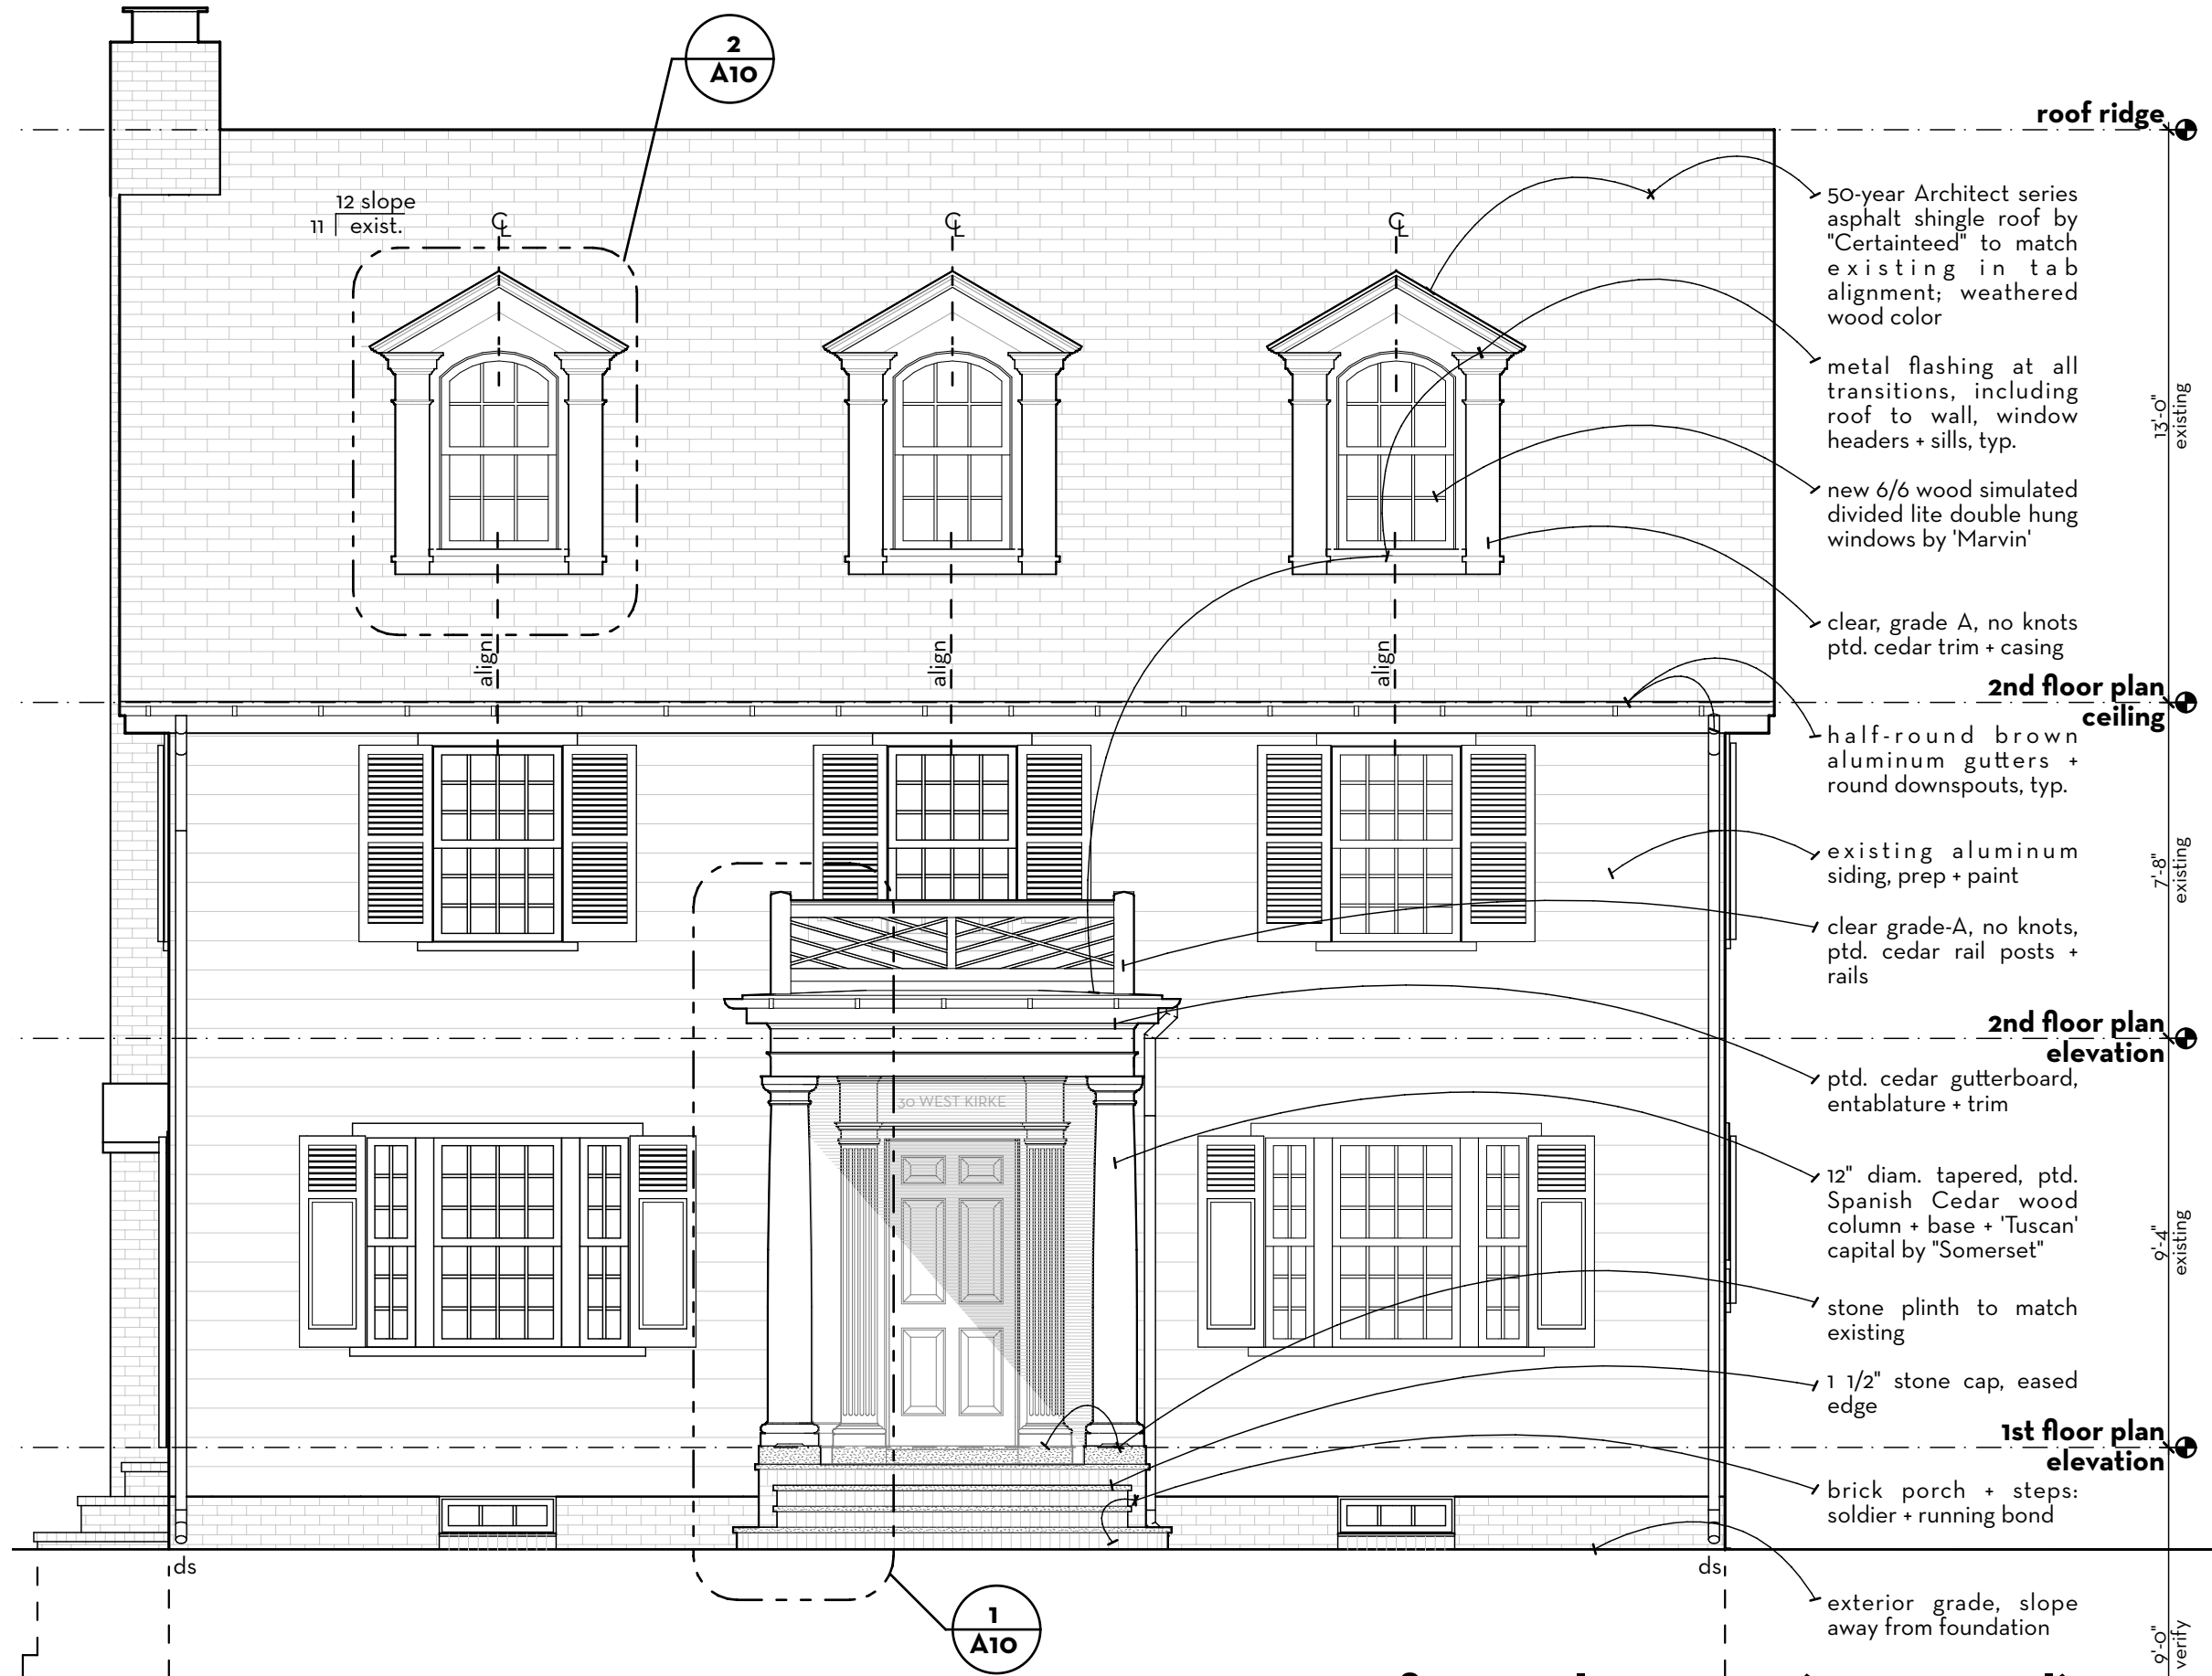 2
A10
roof ridge
12 slope
11 exist.
℄
℄
℄
50-year Architect series
asphalt shingle roof by
"Certainteed" to match
existing in tab
alignment; weathered
wood color
metal flashing at all
transitions, including
roof to wall, window
headers + sills, typ.
13'-0"
existing
new 6/6 wood simulated
divided lite double hung
windows by 'Marvin'
clear, grade A, no knots
ptd. cedar trim + casing
align
align
align
2nd floor plan
ceiling
half-round brown
aluminum gutters +
round downspouts, typ.
existing aluminum
siding, prep + paint
7'-8"
existing
clear grade-A, no knots,
ptd. cedar rail posts +
rails
2nd floor plan
elevation
ptd. cedar gutterboard,
entablature + trim
30 WEST KIRKE
12" diam. tapered, ptd.
Spanish Cedar wood
column + base + 'Tuscan'
capital by "Somerset"
9'-4"
existing
stone plinth to match
existing
1 1/2" stone cap, eased
edge
1st floor plan
elevation
brick porch + steps:
soldier + running bond
ds
ds
exterior grade, slope
away from foundation
1
A10
9'-0"
verify